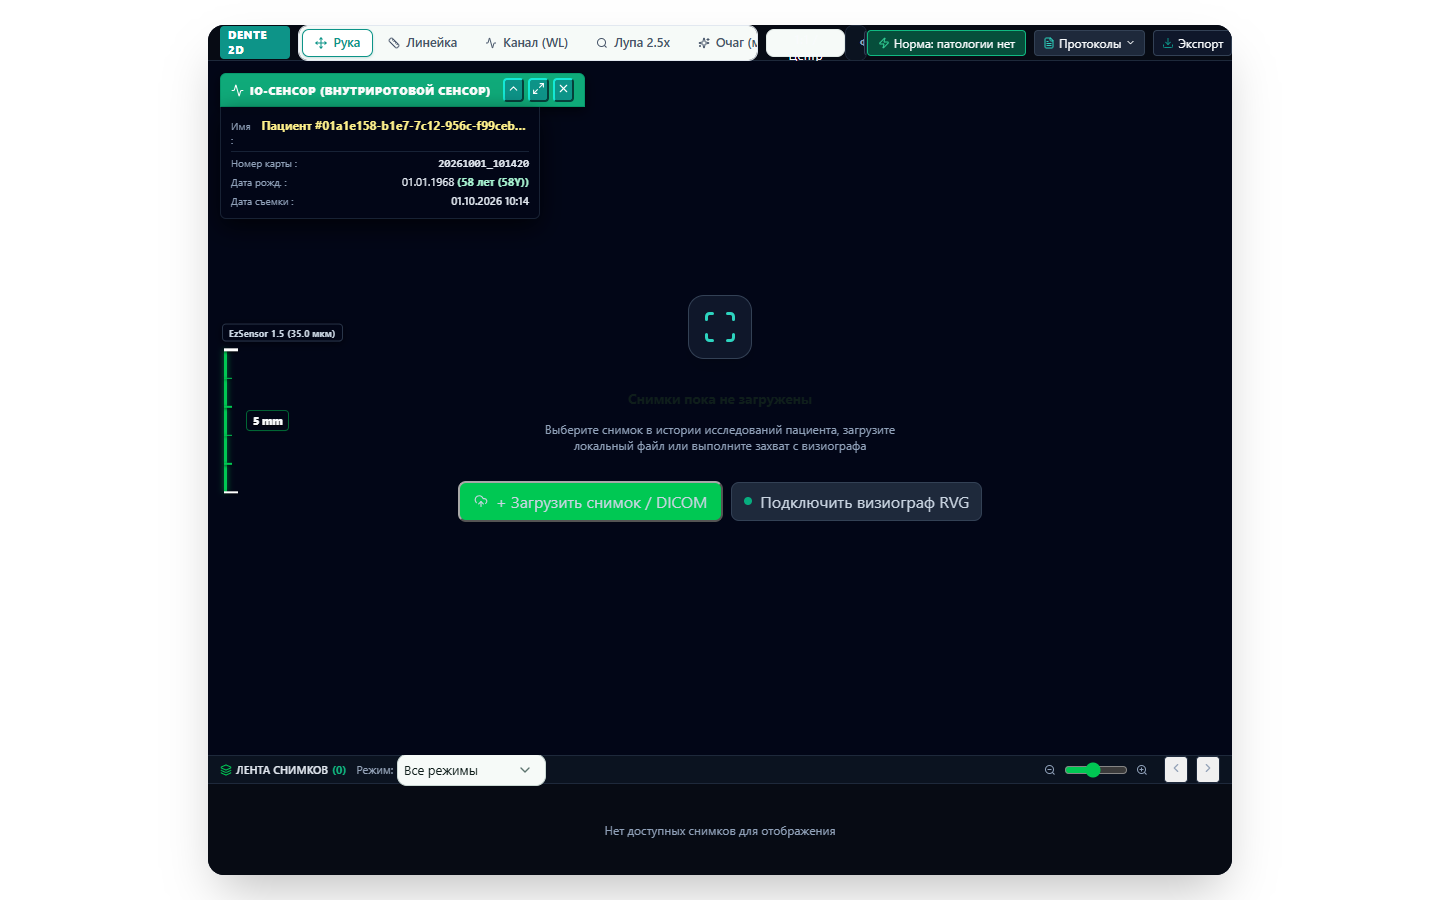 DENTE
2D
Рука
Линейка
Канал (WL)
Лупа 2.5x
Очаг
Центр
Норма: патологии нет
Протоколы
Экспорт
IO-СЕНСОР (ВНУТРИРОТОВОЙ СЕНСОР)
Имя : Пациент #01a1e158-b1e7-7c12-956c-f99ceb...
Номер карты : 20261001_101420
Дата рожд. : 01.01.1968 (58 лет (58Y))
Дата съемки : 01.10.2026 10:14
EzSensor 1.5 (35.0 мкм)
5 mm
Снимки пока не загружены
Выберите снимок в истории исследований пациента, загрузите
локальный файл или выполните захват с визиографа
+ Загрузить снимок / DICOM
Подключить визиограф RVG
ЛЕНТА СНИМКОВ (0)
Режим:
Все режимы
Нет доступных снимков для отображения